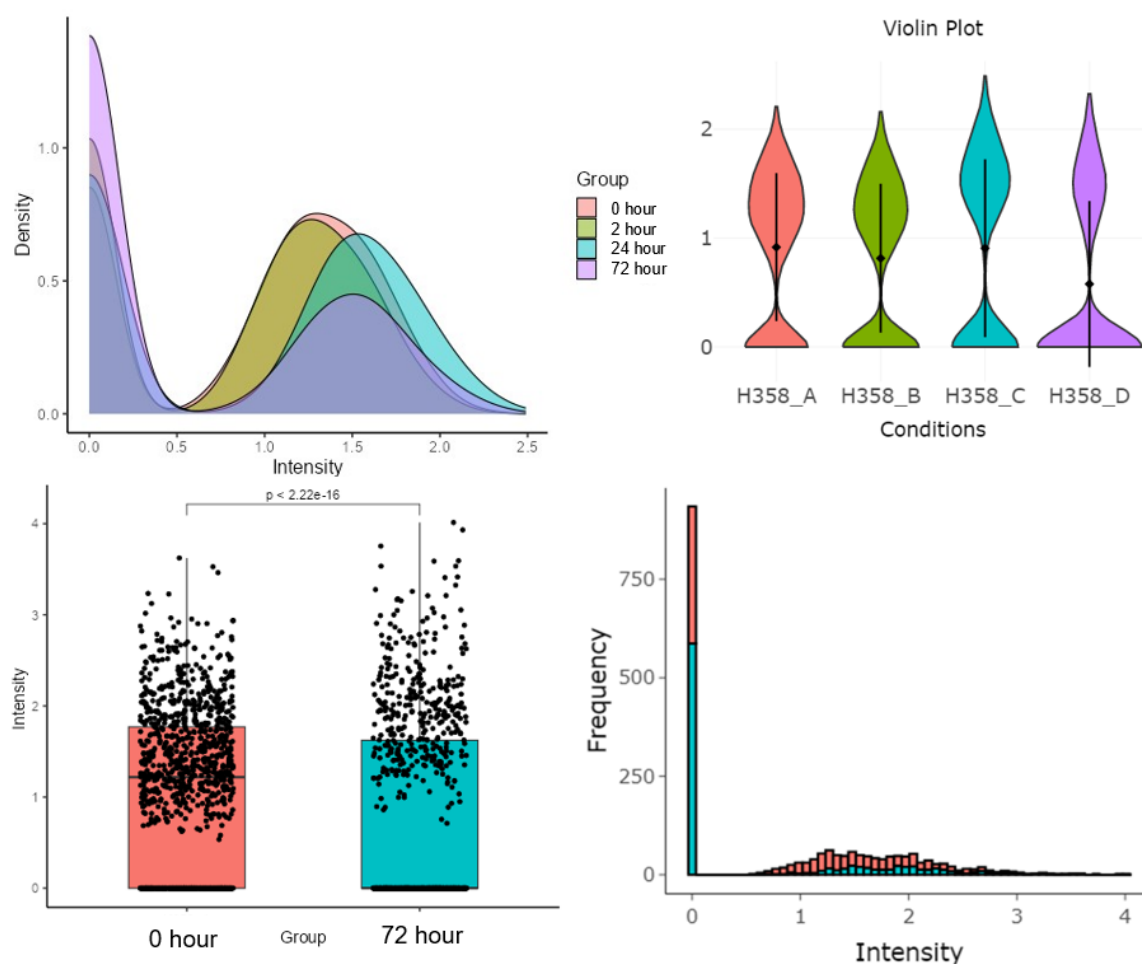 Density
1.0
0.5
0.0
0.0 0.5 1.0 1.5 2.0 2.5
Intensity
Group
0 hour
2 hour
24 hour
72 hour
Violin Plot
2
1
0
H358_A H358_B H358_C H358_D
Conditions
p < 2.22e-16
Intensity
4
3
2
1
0
0 hour Group 72 hour
Frequency
750
500
250
0
0 1 2 3 4
Intensity